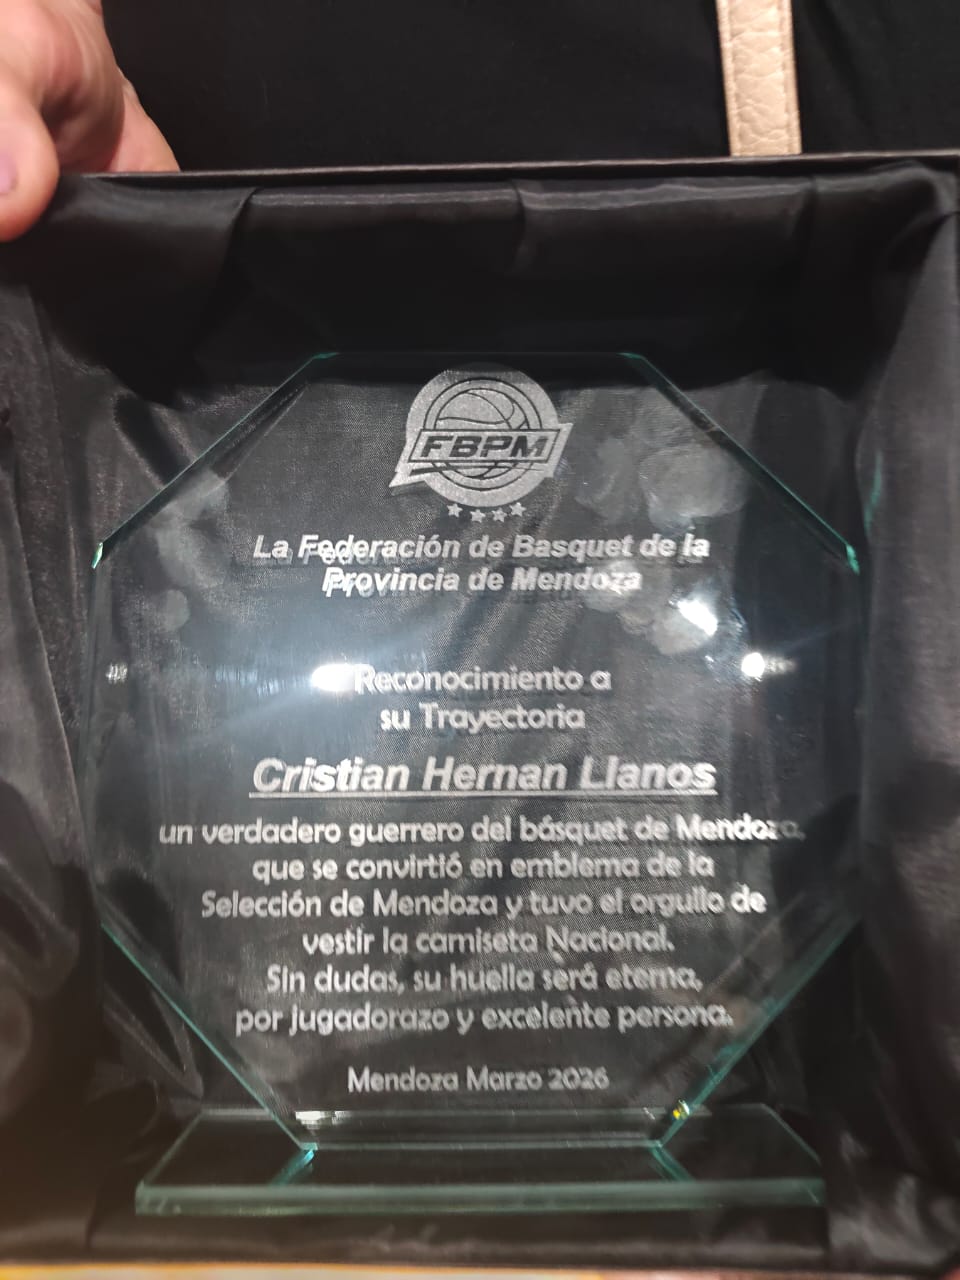 FBPM
La Federación de Basquet de la
Provincia de Mendoza
Reconocimiento a
su Trayectoria
Cristian Hernan Llanos
un verdadero guerrero del básquet de Mendoza,
que se convirtió en emblema de la
Selección de Mendoza y tuvo el orgullo de
vestir la camiseta Nacional.
Sin dudas, su huella será eterna,
por jugadorazo y excelente persona.
Mendoza Marzo 2026